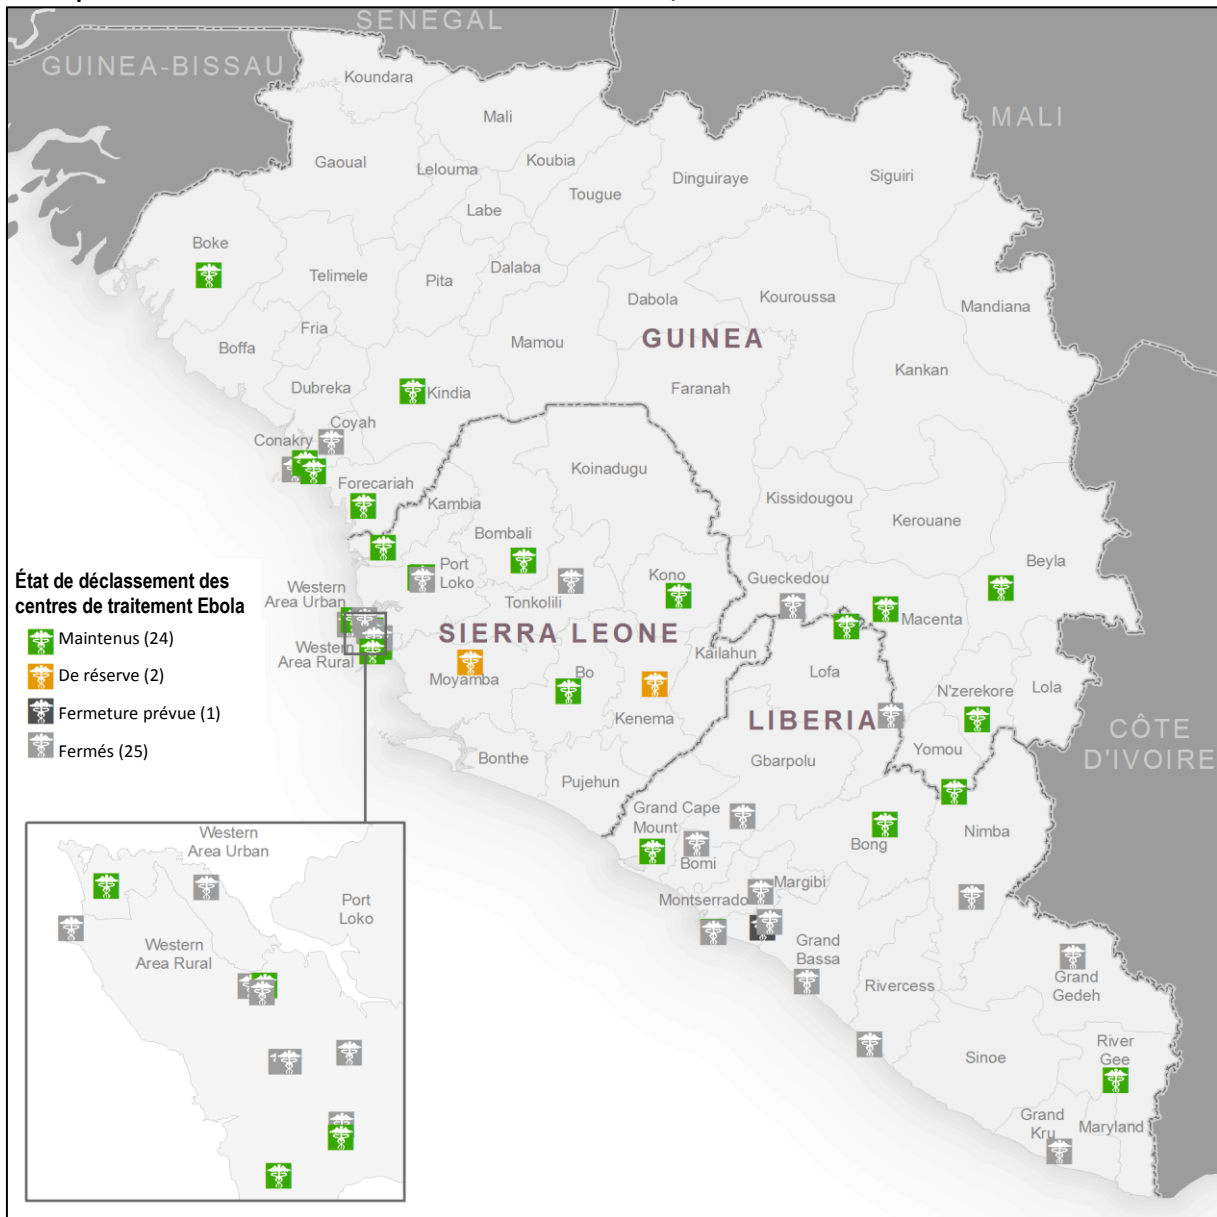 SENEGAL
GUINEA-BISSAU
MALI
Koundara
Mali
Gaoual
Lelouma
Koubia
Tougue
Dinguiraye
Siguiri
Labe
Boke
Telimele
Pita
Dalaba
Dabola
Kouroussa
Mandiana
Fria
Boffa
Mamou
GUINEA
Kankan
Dubreka
Kindia
Faranah
Coyah
Conakry
Koinadugu
Forecariah
Kissidougou
Kambia
Kerouane
Bombali
Beyla
Port
Loko
Kono
Gueckedou
Tonkolili
Macenta
Western
Area Urban
SIERRA LEONE
Western
Area Rural
Kailahun
Lofa
Moyamba
Bo
N'zerekore
Lola
Kenema
LIBERIA
CÔTE
D'IVOIRE
Yomou
Bonthe
Gbarpolu
Pujehun
Grand Cape
Mount
Nimba
Bong
Bomi
Margibi
Montserrado
Grand
Bassa
Rivercess
Grand
Gedeh
River
Gee
Sinoe
Grand
Kru
Maryland
État de déclassement des
centres de traitement Ebola
Maintenus (24)
De réserve (2)
Fermeture prévue (1)
Fermés (25)
Western
Area Urban
Port
Loko
Western
Area Rural